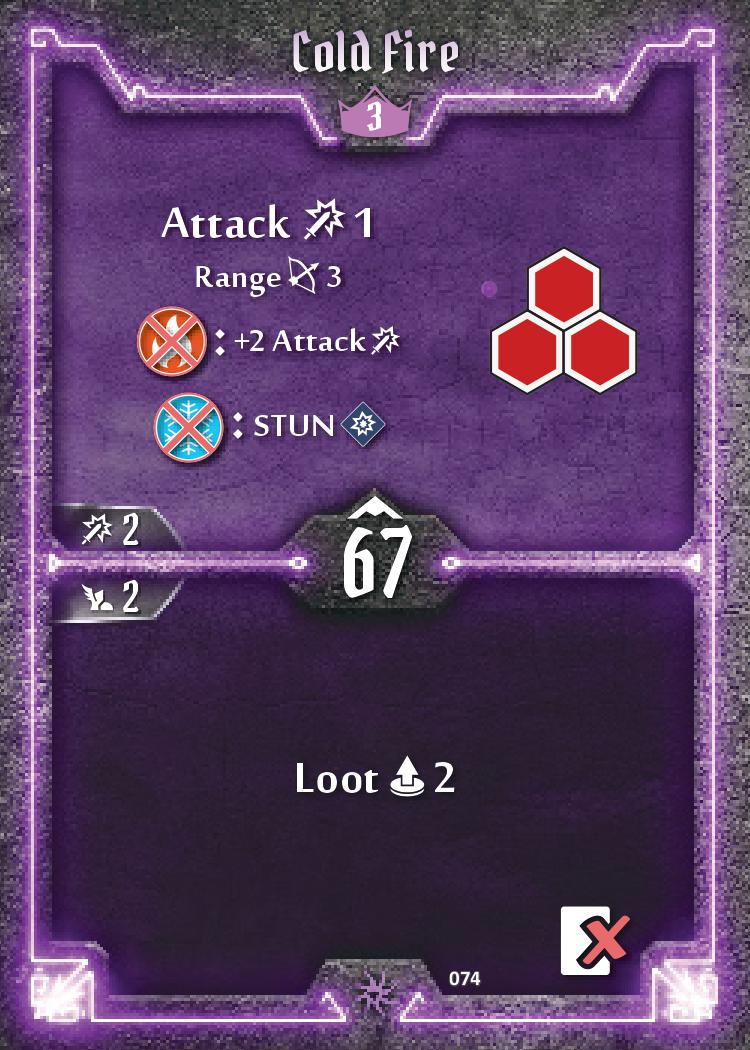 Cold Fire
3
Attack 1
Range 3
: +2 Attack
: STUN
2
67
2
Loot 2
074